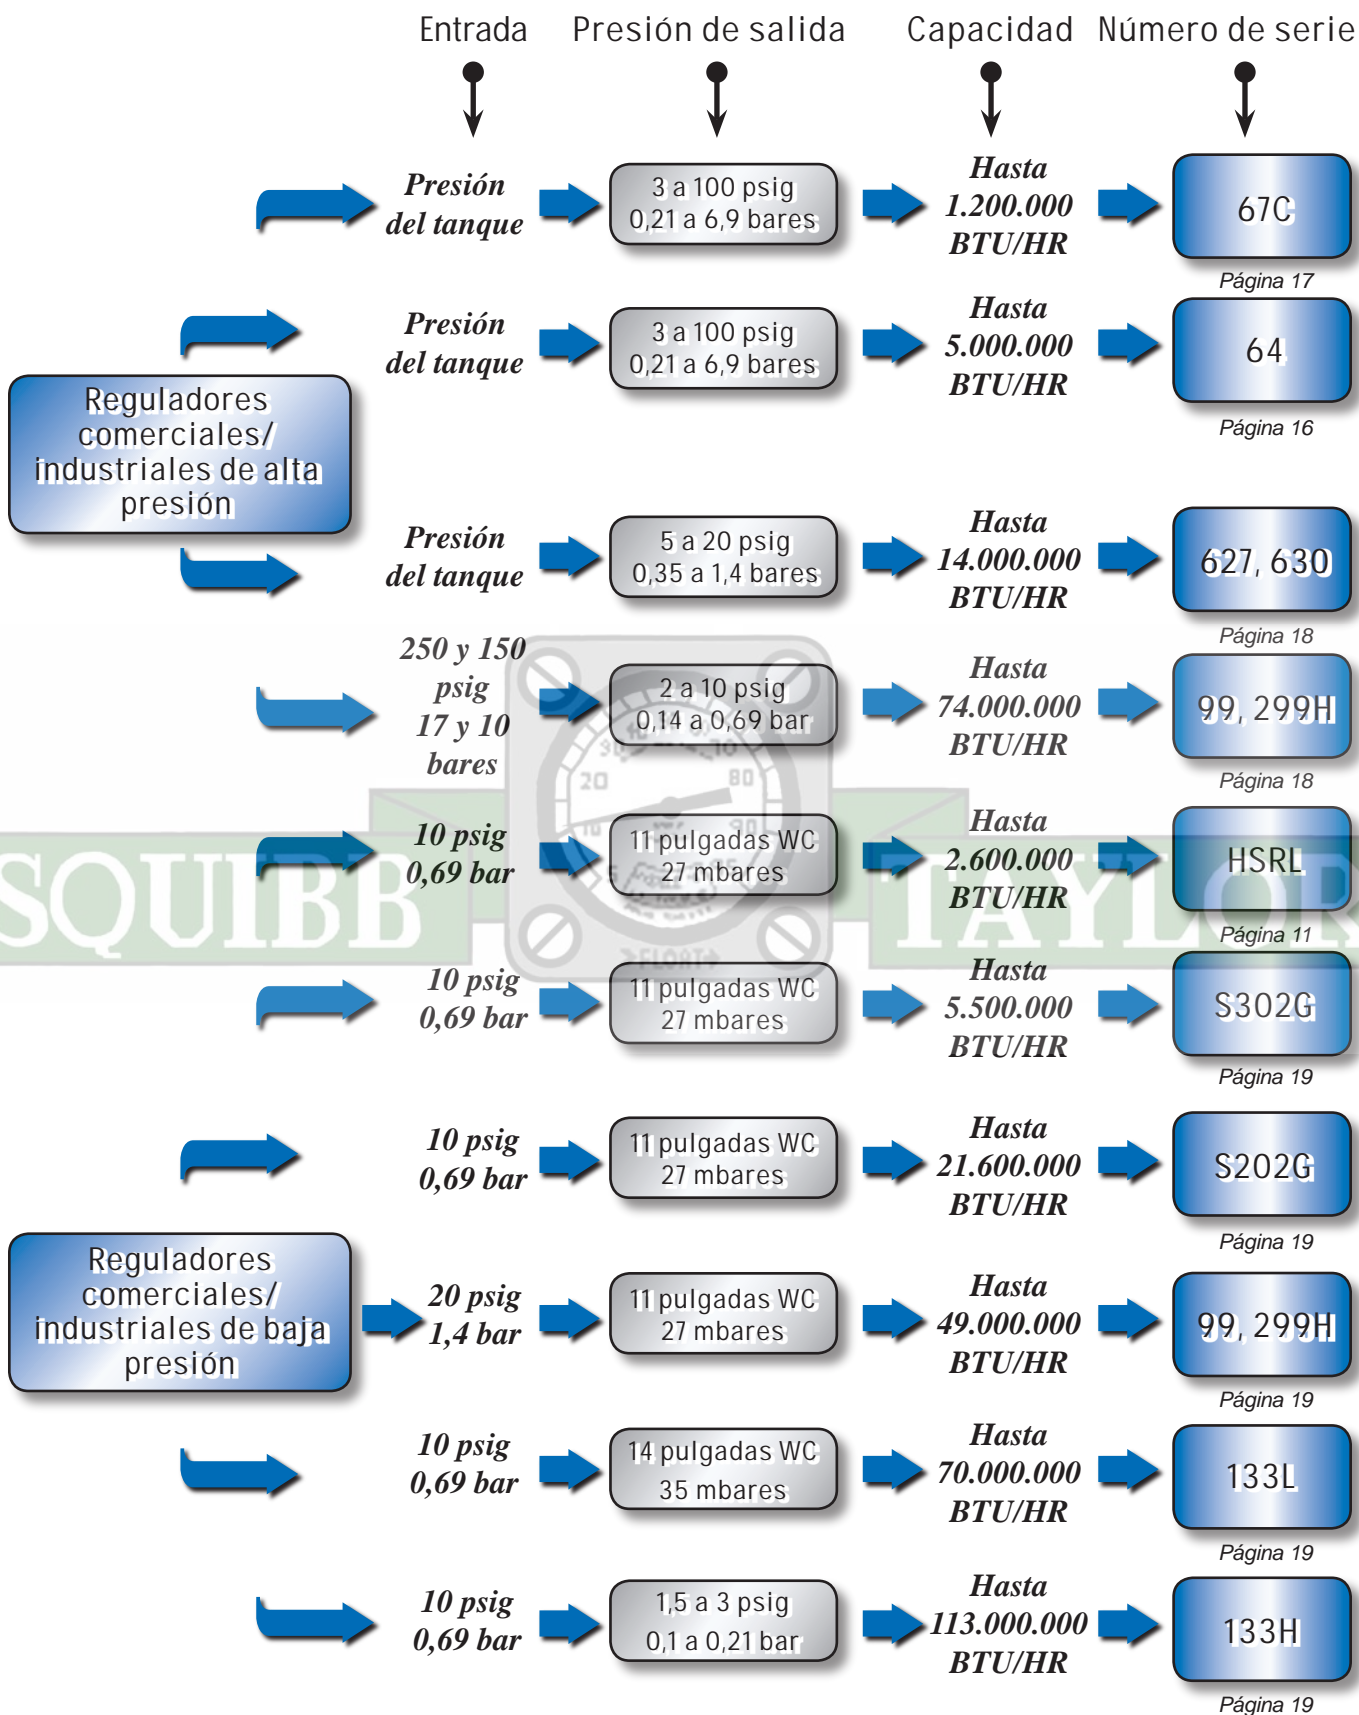 Entrada Presión de salida Capacidad Número de serie
Presión
del tanque
3 a 100 psig
0,21 a 6,9 bares
Hasta
1.200.000
BTU/HR
67C
Página 17
Presión
del tanque
3 a 100 psig
0,21 a 6,9 bares
Hasta
5.000.000
BTU/HR
64
Página 16
Reguladores
comerciales/
industriales de alta
presión
Presión
del tanque
5 a 20 psig
0,35 a 1,4 bares
Hasta
14.000.000
BTU/HR
627, 630
Página 18
250 y 150
psig
17 y 10
bares
2 a 10 psig
0,14 a 0,69 bar
Hasta
74.000.000
BTU/HR
99, 299H
Página 18
10 psig
0,69 bar
11 pulgadas WC
27 mbares
Hasta
2.600.000
BTU/HR
HSRL
Página 11
SQUIBB TAYLOR
30 70
20 80
10 90
5 95
>FLOAT>
10 psig
0,69 bar
11 pulgadas WC
27 mbares
Hasta
5.500.000
BTU/HR
S302G
Página 19
10 psig
0,69 bar
11 pulgadas WC
27 mbares
Hasta
21.600.000
BTU/HR
S202G
Página 19
Reguladores
comerciales/
industriales de baja
presión
20 psig
1,4 bar
11 pulgadas WC
27 mbares
Hasta
49.000.000
BTU/HR
99, 299H
Página 19
10 psig
0,69 bar
14 pulgadas WC
35 mbares
Hasta
70.000.000
BTU/HR
133L
Página 19
10 psig
0,69 bar
1,5 a 3 psig
0,1 a 0,21 bar
Hasta
113.000.000
BTU/HR
133H
Página 19